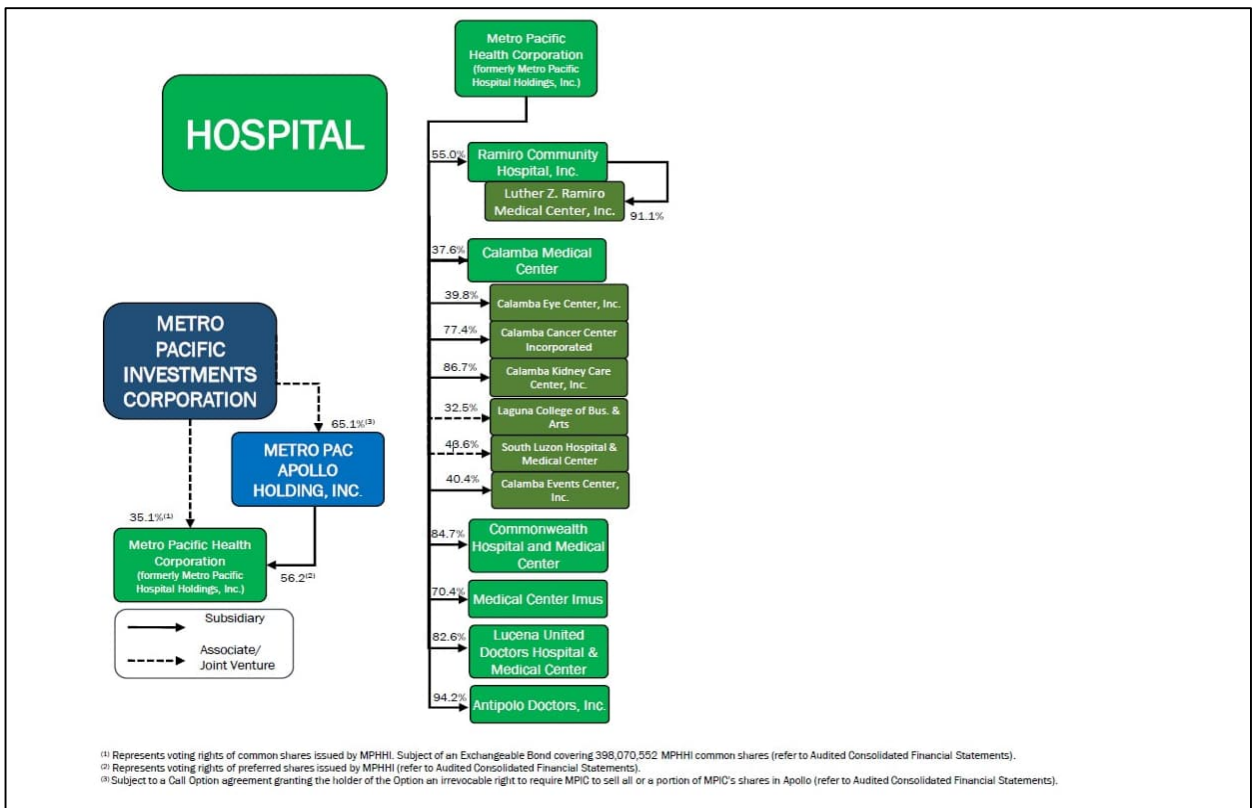 Metro Pacific
Health Corporation
(formerly Metro Pacific
Hospital Holdings, Inc.)
HOSPITAL
55.0%
Ramiro Community
Hospital, Inc.
Luther Z. Ramiro
Medical Center, Inc.
91.1%
37.6%
Calamba Medical
Center
39.8%
Calamba Eye Center, Inc.
77.4%
Calamba Cancer Center
Incorporated
86.7%
Calamba Kidney Care
Center, Inc.
32.5%
Laguna College of Bus. &
Arts
43.6%
South Luzon Hospital &
Medical Center
40.4%
Calamba Events Center,
Inc.
84.7%
Commonwealth
Hospital and Medical
Center
70.4%
Medical Center Imus
82.6%
Lucena United
Doctors Hospital &
Medical Center
94.2%
Antipolo Doctors, Inc.
METRO
PACIFIC
INVESTMENTS
CORPORATION
65.1%(3)
METRO PAC
APOLLO
HOLDING, INC.
35.1%(1)
Metro Pacific Health
Corporation
(formerly Metro Pacific
Hospital Holdings, Inc.)
56.2(2)
Subsidiary
Associate/
Joint Venture
(1) Represents voting rights of common shares issued by MPHHI. Subject of an Exchangeable Bond covering 398,070,552 MPHHI common shares (refer to Audited Consolidated Financial Statements).
(2) Represents voting rights of preferred shares issued by MPHHI (refer to Audited Consolidated Financial Statements).
(3) Subject to a Call Option agreement granting the holder of the Option an irrevocable right to require MPIC to sell all or a portion of MPIC's shares in Apollo (refer to Audited Consolidated Financial Statements).